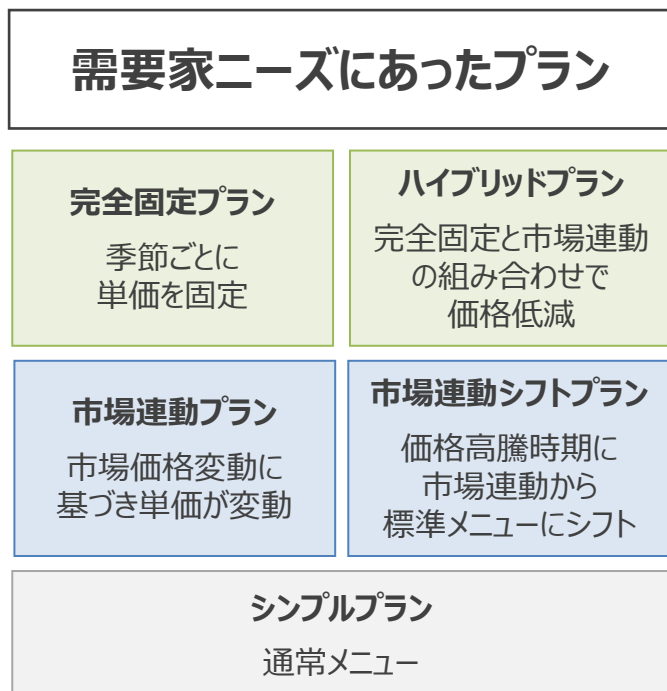 需要家ニーズにあったプラン
完全固定プラン
季節ごとに
単価を固定
ハイブリッドプラン
完全固定と市場連動
の組み合わせで
価格低減
市場連動プラン
市場価格変動に
基づき単価が変動
市場連動シフトプラン
価格高騰時期に
市場連動から
標準メニューにシフト
シンプルプラン
通常メニュー